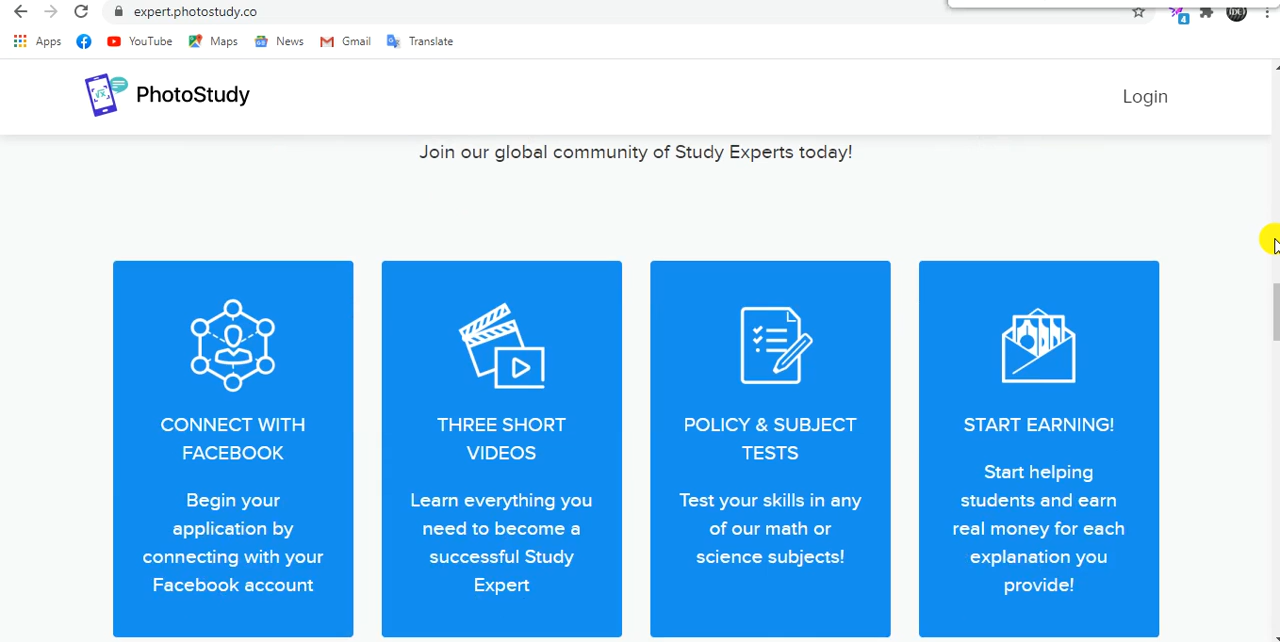 expert.photostudy.co
4
Apps YouTube Maps News Gmail Translate
PhotoStudy
Login
Join our global community of Study Experts today!
CONNECT WITH
FACEBOOK
Begin your
application by
connecting with your
Facebook account
THREE SHORT
VIDEOS
Learn everything you
need to become a
successful Study
Expert
POLICY & SUBJECT
TESTS
Test your skills in any
of our math or
science subjects!
START EARNING!
Start helping
students and earn
real money for each
explanation you
provide!